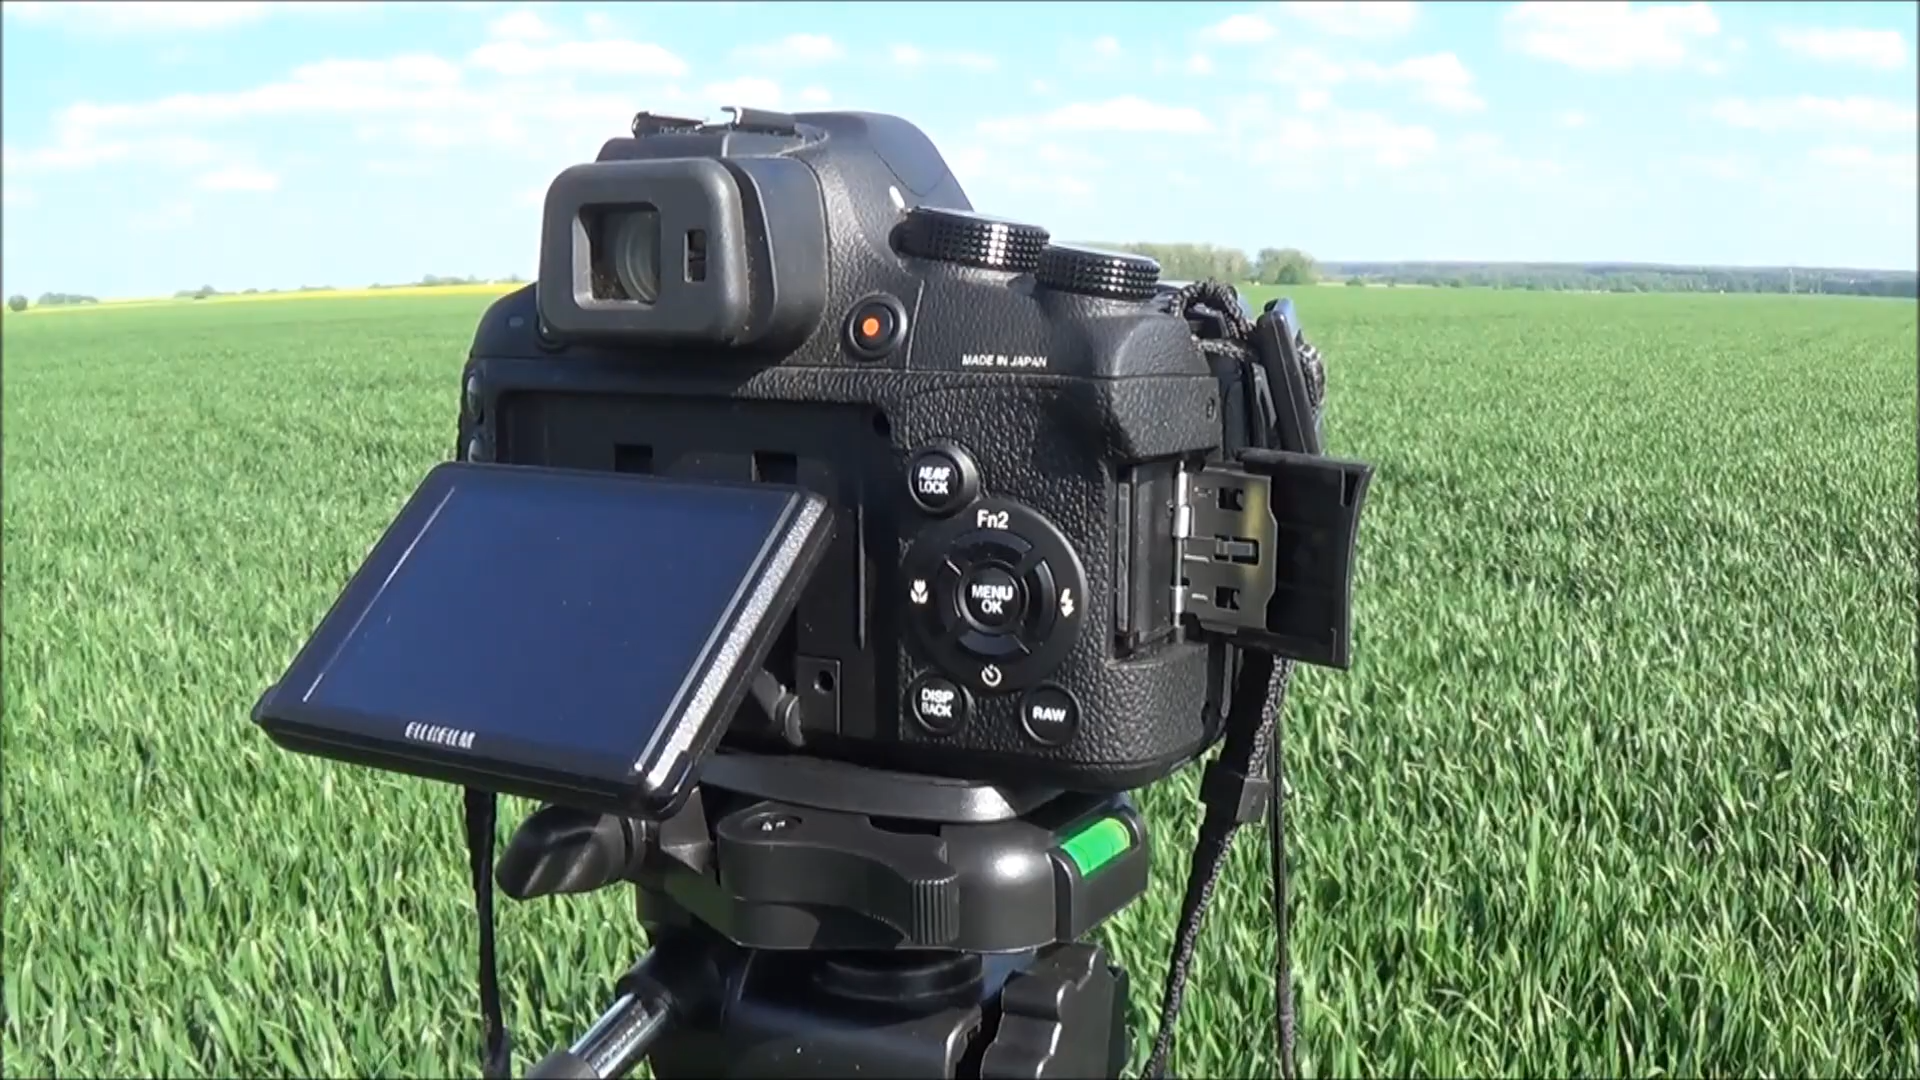 MADE IN JAPAN
AE/AF
LOCK
Fn2
MENU
OK
DISP
BACK
RAW
FUJIFILM